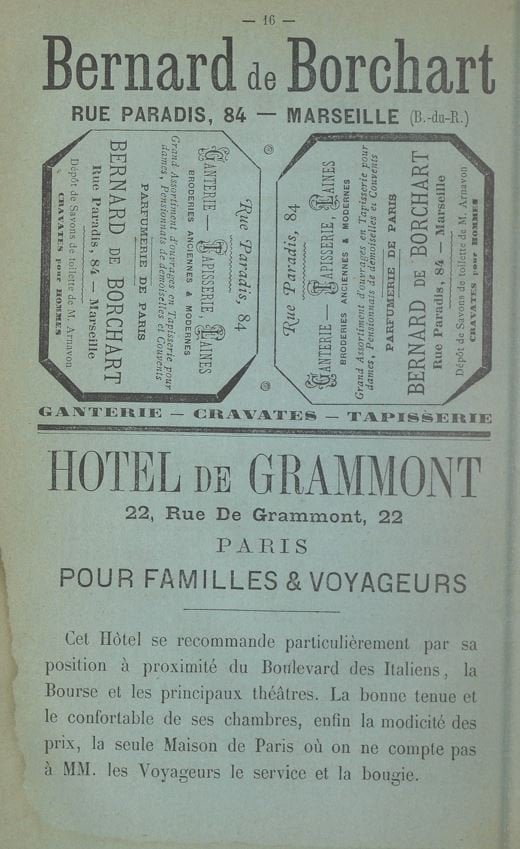 — 16 —
Bernard de Borchart
RUE PARADIS, 84 — MARSEILLE (B.-du-R.)
Rue Paradis, 84
GANTERIE — TAPISSERIE, LAINES
BRODERIES ANCIENNES & MODERNES
Grand Assortiment d'ouvrages en Tapisserie pour
dames, Pensionnats de demoiselles et Couvents
PARFUMERIE DE PARIS
BERNARD DE BORCHART
Rue Paradis, 84 — Marseille
Dépôt de Savons de toilette de M. Arnavon
CRAVATES pour HOMMES
Rue Paradis, 84
GANTERIE — TAPISSERIE, LAINES
BRODERIES ANCIENNES & MODERNES
Grand Assortiment d'ouvrages en Tapisserie pour
dames, Pensionnats de demoiselles et Couvents
PARFUMERIE DE PARIS
BERNARD DE BORCHART
Rue Paradis, 84 — Marseille
Dépôt de Savons de toilette de M. Arnavon
CRAVATES pour HOMMES
GANTERIE — CRAVATES — TAPISSERIE
HOTEL DE GRAMMONT
22, Rue De Grammont, 22
PARIS
POUR FAMILLES & VOYAGEURS
Cet Hôtel se recommande particulièrement par sa
position à proximité du Boulevard des Italiens, la
Bourse et les principaux théâtres. La bonne tenue et
le confortable de ses chambres, enfin la modicité des
prix, la seule Maison de Paris où on ne compte pas
à MM. les Voyageurs le service et la bougie.